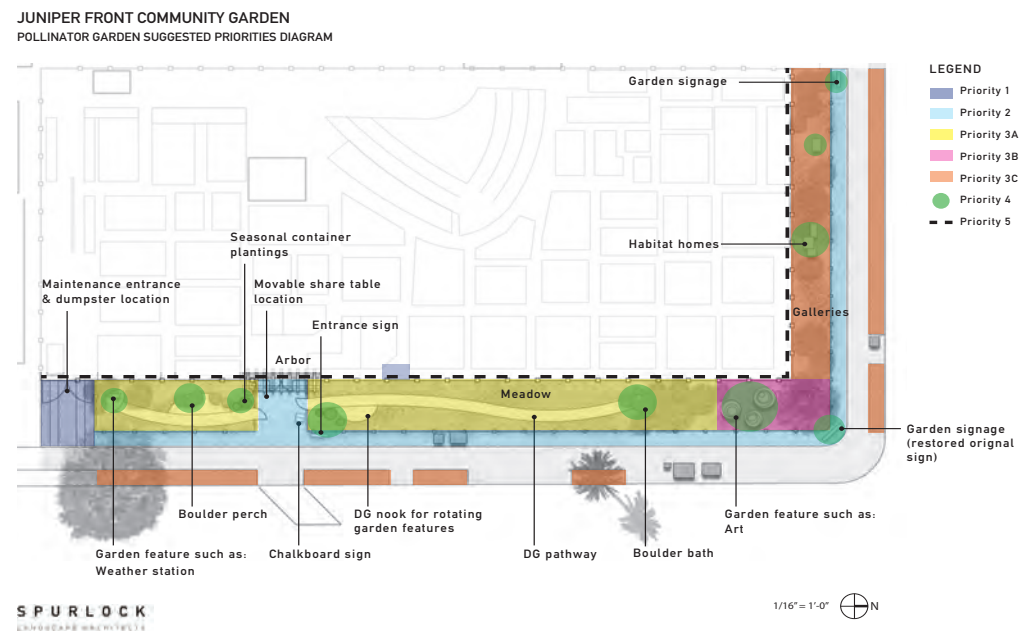 JUNIPER FRONT COMMUNITY GARDEN
POLLINATOR GARDEN SUGGESTED PRIORITIES DIAGRAM
LEGEND
Priority 1
Priority 2
Priority 3A
Priority 3B
Priority 3C
Priority 4
Priority 5
Garden signage
Habitat homes
Galleries
Seasonal container
plantings
Maintenance entrance
& dumpster location
Movable share table
location
Entrance sign
Arbor
Meadow
Garden signage
(restored orignal
sign)
Boulder perch
DG nook for rotating
garden features
Garden feature such as:
Art
Garden feature such as:
Weather station
Chalkboard sign
DG pathway
Boulder bath
1/16" = 1'-0"
N
SPURLOCK
LANDSCAPE ARCHITECTS